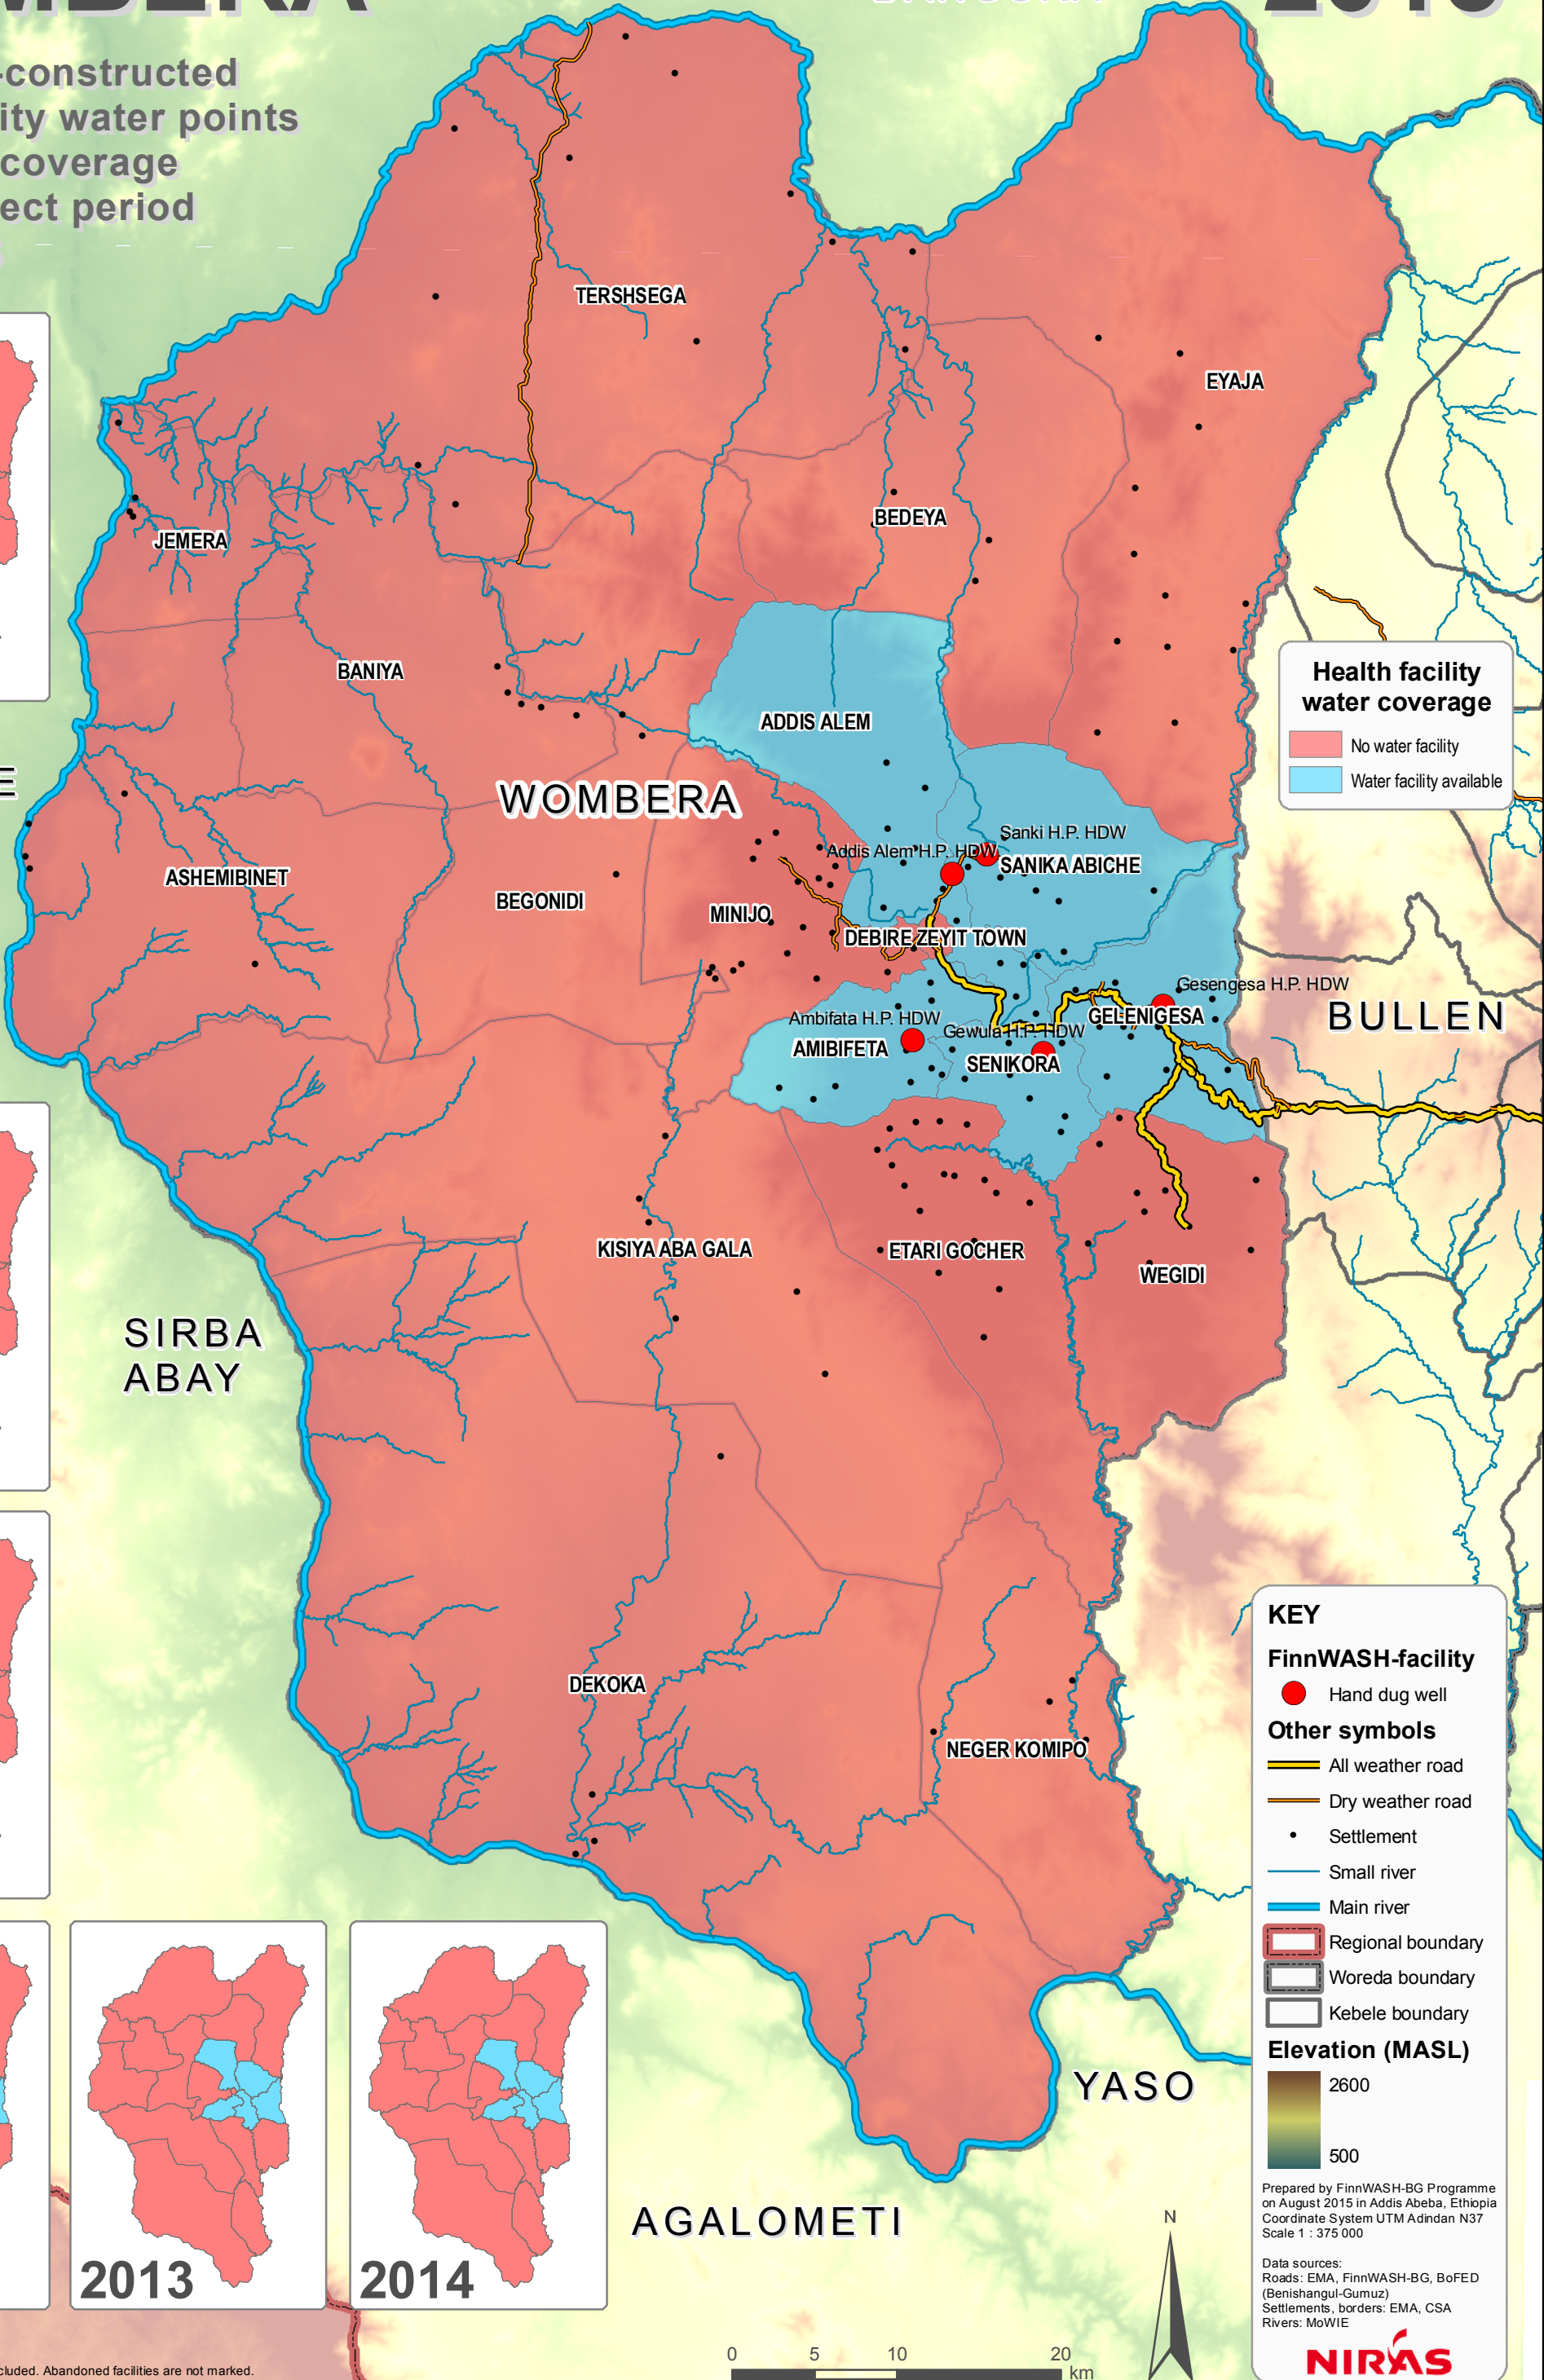 -constructed
ity water points
coverage
ect period
TERSHSEGA
EYAJA
BEDEYA
JEMERA
BANIYA
ADDIS ALEM
Health facility
water coverage
No water facility
Water facility available
WOMBERA
Sanki H.P. HDW
Addis Alem H.P. HDW
SANIKA ABICHE
ASHEMIBINET
BEGONIDI
MINIJO
DEBIRE ZEYIT TOWN
Gesengesa H.P. HDW
BULLEN
Ambifata H.P. HDW
GELENIGESA
Gewula H.P. HDW
AMIBIFETA
SENIKORA
KISIYA ABA GALA
ETARI GOCHER
WEGIDI
SIRBA
ABAY
DEKOKA
NEGER KOMIPO
KEY
FinnWASH-facility
Hand dug well
Other symbols
All weather road
Dry weather road
Settlement
Small river
Main river
Regional boundary
Woreda boundary
Kebele boundary
Elevation (MASL)
2600
500
Prepared by FinnWASH-BG Programme
on August 2015 in Addis Abeba, Ethiopia
Coordinate System UTM Adindan N37
Scale 1 : 375 000
Data sources:
Roads: EMA, FinnWASH-BG, BoFED
(Benishangul-Gumuz)
Settlements, borders: EMA, CSA
Rivers: MoWIE
NIRAS
YASO
AGALOMETI
2013
2014
N
0 5 10 20
km
cluded. Abandoned facilities are not marked.